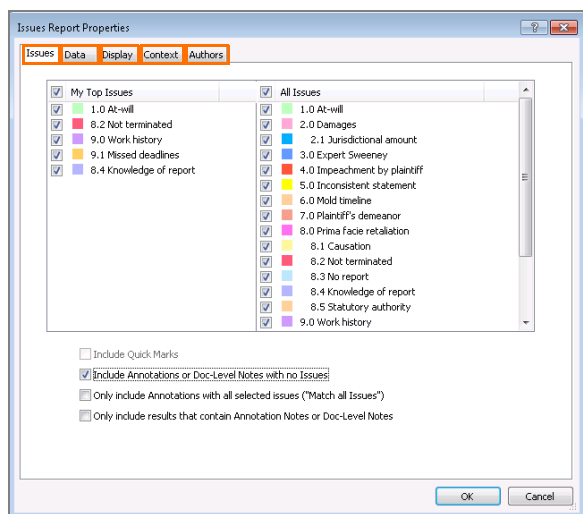 Issues Report Properties
Issues Data Display Context Authors
My Top Issues
1.0 At-will
8.2 Not terminated
9.0 Work history
9.1 Missed deadlines
8.4 Knowledge of report
All Issues
1.0 At-will
2.0 Damages
2.1 Jurisdictional amount
3.0 Expert Sweeney
4.0 Impeachment by plaintiff
5.0 Inconsistent statement
6.0 Mold timeline
7.0 Plaintiff's demeanor
8.0 Prima facie retaliation
8.1 Causation
8.2 Not terminated
8.3 No report
8.4 Knowledge of report
8.5 Statutory authority
9.0 Work history
Include Quick Marks
Include Annotations or Doc-Level Notes with no Issues
Only include Annotations with all selected issues ("Match all Issues")
Only include results that contain Annotation Notes or Doc-Level Notes
OK Cancel